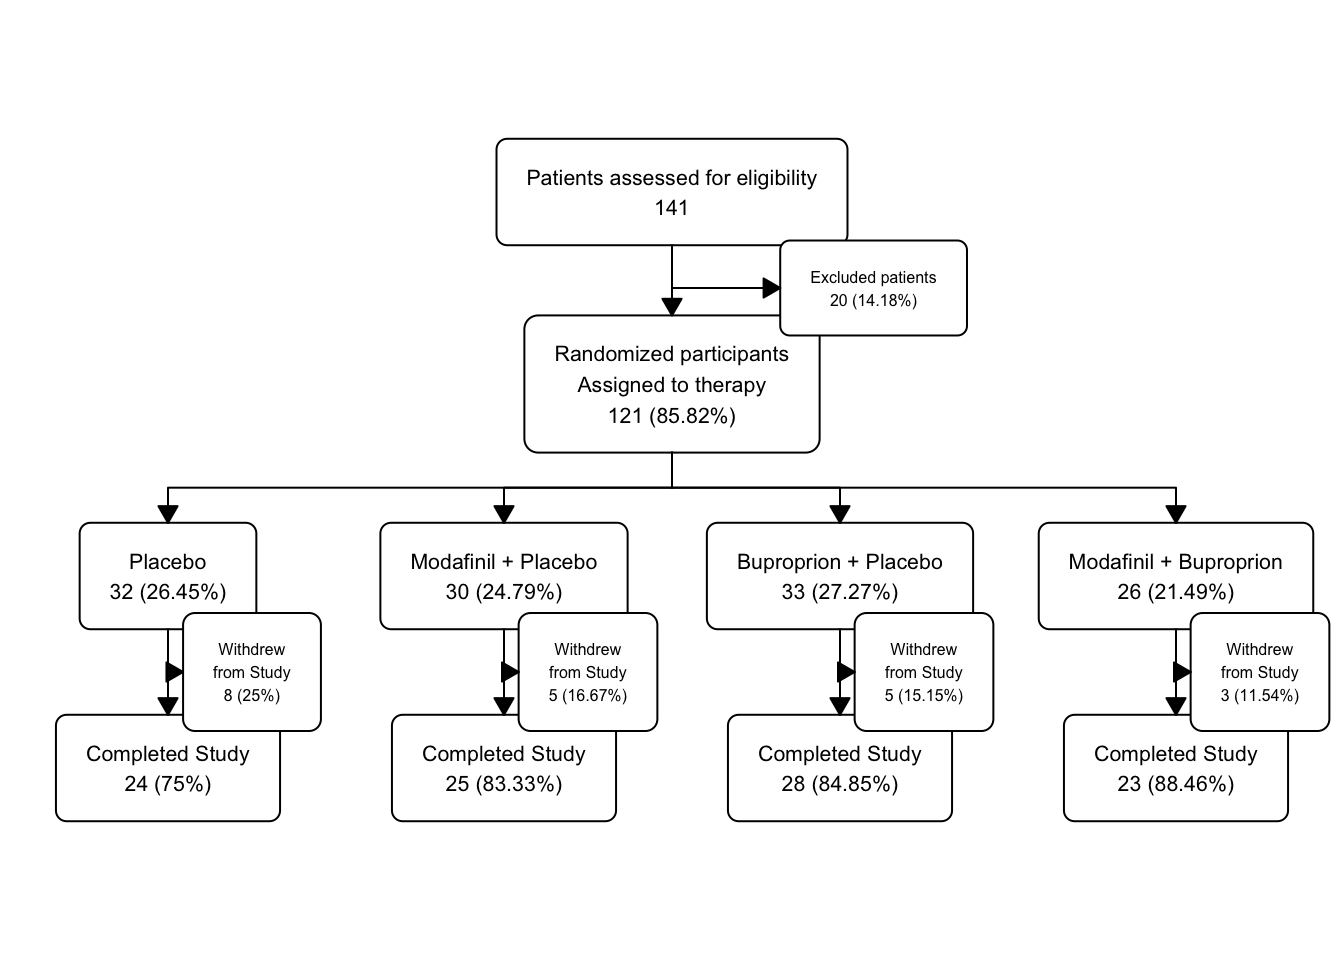 Patients assessed for eligibility
141
Excluded patients
20 (14.18%)
Randomized participants
Assigned to therapy
121 (85.82%)
Placebo
32 (26.45%)
Modafinil + Placebo
30 (24.79%)
Buproprion + Placebo
33 (27.27%)
Modafinil + Buproprion
26 (21.49%)
Withdrew
from Study
8 (25%)
Withdrew
from Study
5 (16.67%)
Withdrew
from Study
5 (15.15%)
Withdrew
from Study
3 (11.54%)
Completed Study
24 (75%)
Completed Study
25 (83.33%)
Completed Study
28 (84.85%)
Completed Study
23 (88.46%)